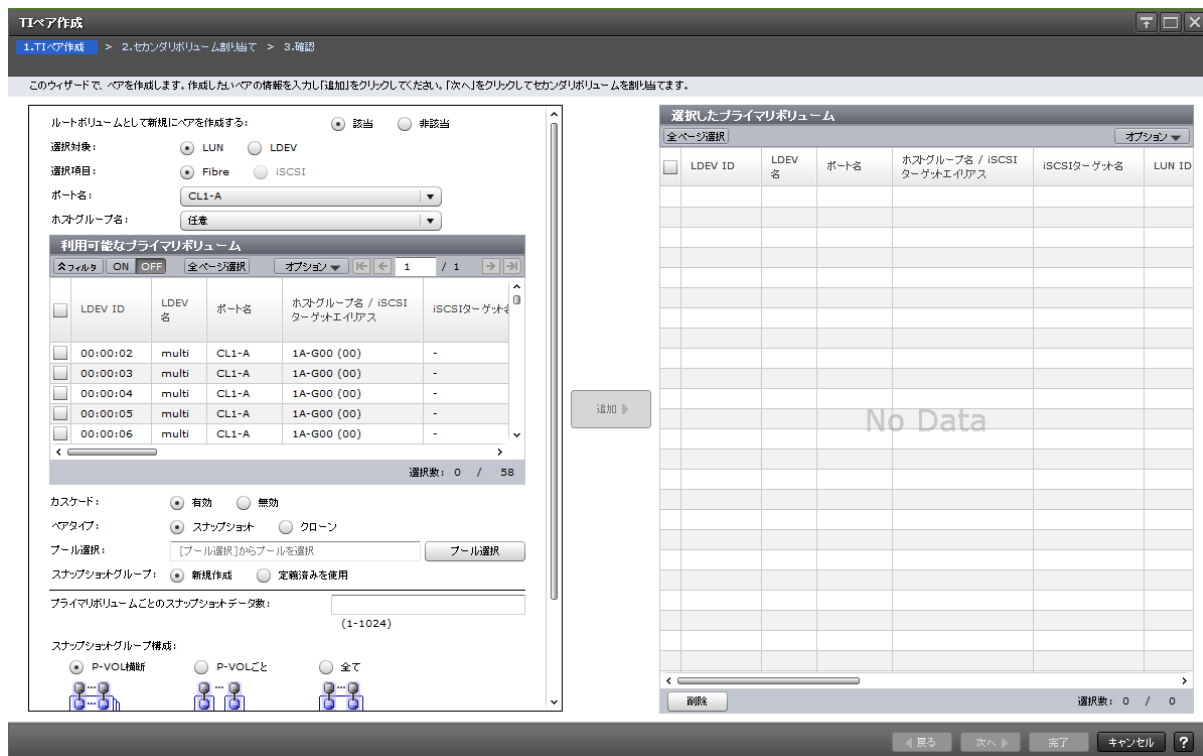 TIペア作成
1.TIペア作成 > 2.セカンダリボリューム割り当て > 3.確認
このウィザードで、ペアを作成します。作成したいペアの情報を入力し「追加」をクリックしてください。「次へ」をクリックしてセカンダリボリュームを割り当てます。
ルートボリュームとして新規にペアを作成する: 該当 非該当
選択対象: LUN LDEV
選択項目: Fibre iSCSI
ポート名: CL1-A
ホストグループ名: 任意
利用可能なプライマリボリューム
フィルタ ON OFF 全ページ選択 オプション 1 / 1
LDEV ID LDEV名 ポート名 ホストグループ名 / iSCSIターゲットエイリアス iSCSIターゲット名
00:00:02 multi CL1-A 1A-G00 (00) -
00:00:03 multi CL1-A 1A-G00 (00) -
00:00:04 multi CL1-A 1A-G00 (00) -
00:00:05 multi CL1-A 1A-G00 (00) -
00:00:06 multi CL1-A 1A-G00 (00) -
選択数: 0 / 58
カスケード: 有効 無効
ペアタイプ: スナップショット クローン
プール選択: [プール選択]からプールを選択 プール選択
スナップショットグループ: 新規作成 定義済みを使用
プライマリボリュームごとのスナップショットデータ数:
(1-1024)
スナップショットグループ構成:
P-VOL横断 P-VOLごと 全て
追加
選択したプライマリボリューム
全ページ選択 オプション
LDEV ID LDEV名 ポート名 ホストグループ名 / iSCSIターゲットエイリアス iSCSIターゲット名 LUN ID
No Data
削除 選択数: 0 / 0
戻る 次へ 完了 キャンセル ?